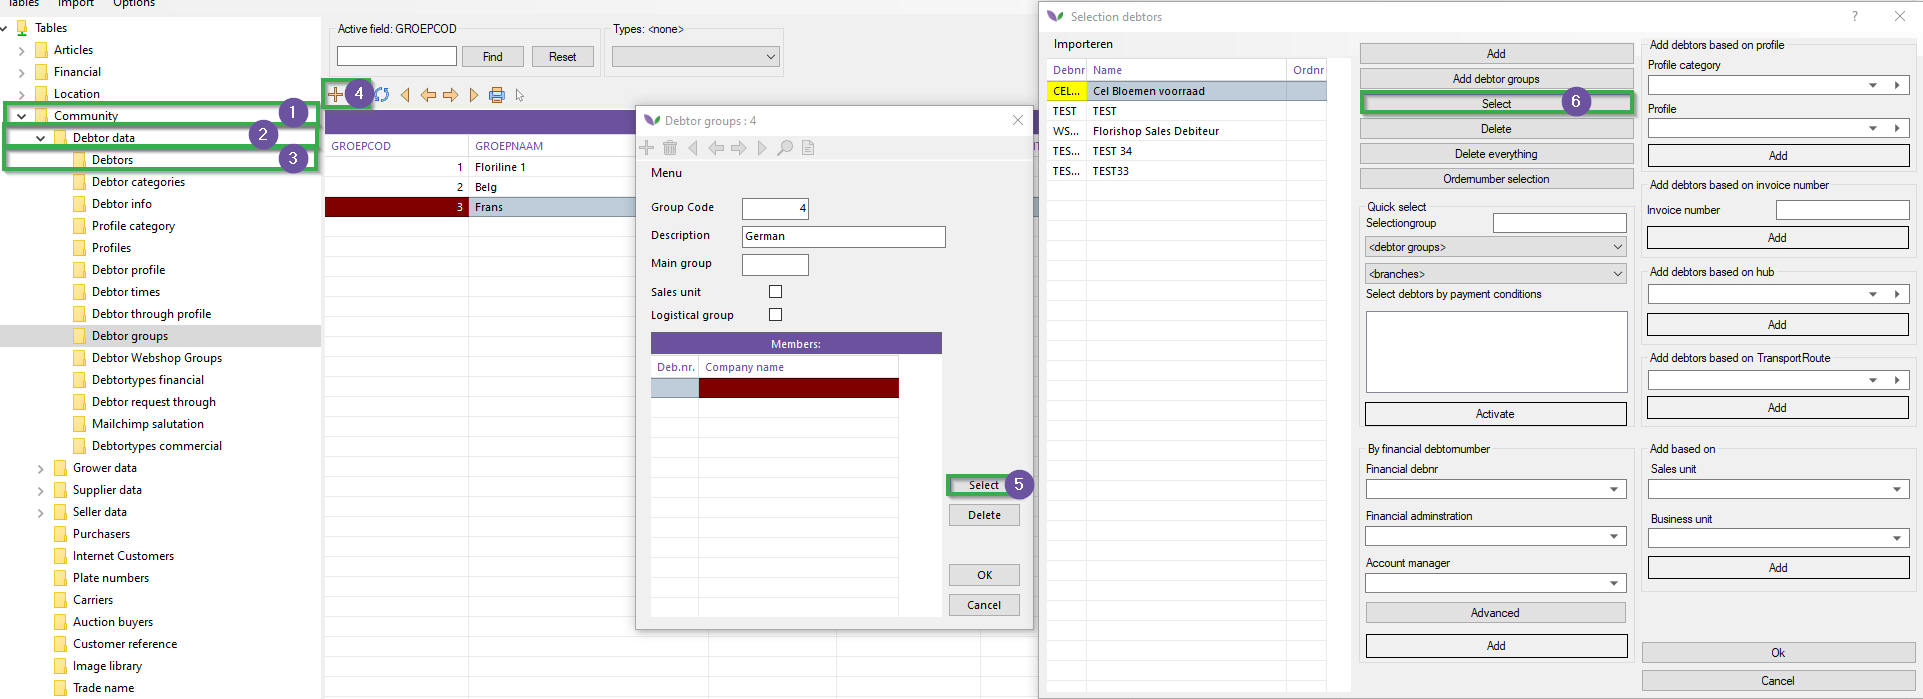 Tables Import Options
Tables
Articles
Financial
Location
Community
1
Debtor data
2
Debtors
3
Debtor categories
Debtor info
Profile category
Profiles
Debtor profile
Debtor times
Debtor through profile
Debtor groups
Debtor Webshop Groups
Debtortypes financial
Debtor request through
Mailchimp salutation
Debtortypes commercial
Grower data
Supplier data
Seller data
Purchasers
Internet Customers
Plate numbers
Carriers
Auction buyers
Customer reference
Image library
Trade name
Active field: GROEPCOD
Find
Reset
Types: <none>
4
GROEPCOD GROEPNAAM
1 Floriline 1
2 Belg
3 Frans
Debtor groups : 4
Menu
Group Code 4
Description German
Main group
Sales unit
Logistical group
Members:
Deb.nr. Company name
Select
5
Delete
OK
Cancel
Selection debtors
?
Importeren
Debnr Name Ordnr
CEL... Cel Bloemen voorraad
TEST TEST
WS... Florishop Sales Debiteur
TES... TEST 34
TES... TEST33
Add
Add debtor groups
Select
6
Delete
Delete everything
Ordernumber selection
Quick select
Selectiongroup
<debtor groups>
<branches>
Select debtors by payment conditions
Activate
By financial debtornumber
Financial debnr
Financial adminstration
Account manager
Advanced
Add
Add debtors based on profile
Profile category
Profile
Add
Add debtors based on invoice number
Invoice number
Add
Add debtors based on hub
Add
Add debtors based on TransportRoute
Add
Add based on
Sales unit
Business unit
Add
Ok
Cancel